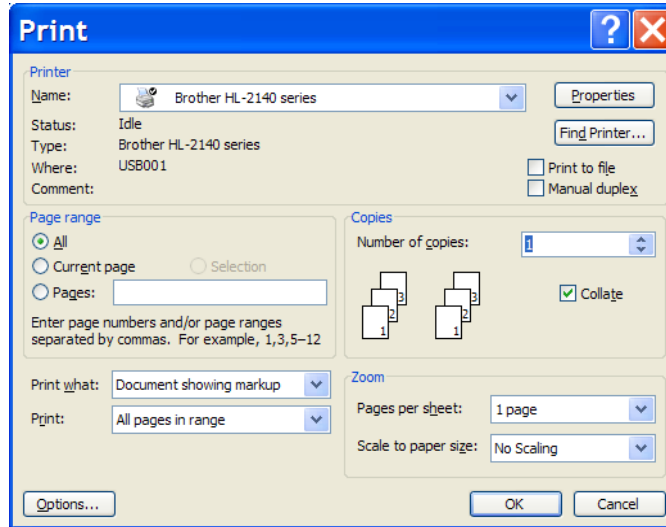 Print
Printer
Name: Brother HL-2140 series
Properties
Status: Idle
Find Printer...
Type: Brother HL-2140 series
Where: USB001
Print to file
Comment:
Manual duplex
Page range
All
Current page Selection
Pages:
Enter page numbers and/or page ranges
separated by commas. For example, 1,3,5–12
Copies
Number of copies: 1
3 3
2 2
1 1
Collate
Print what: Document showing markup
Print: All pages in range
Zoom
Pages per sheet: 1 page
Scale to paper size: No Scaling
Options...
OK Cancel